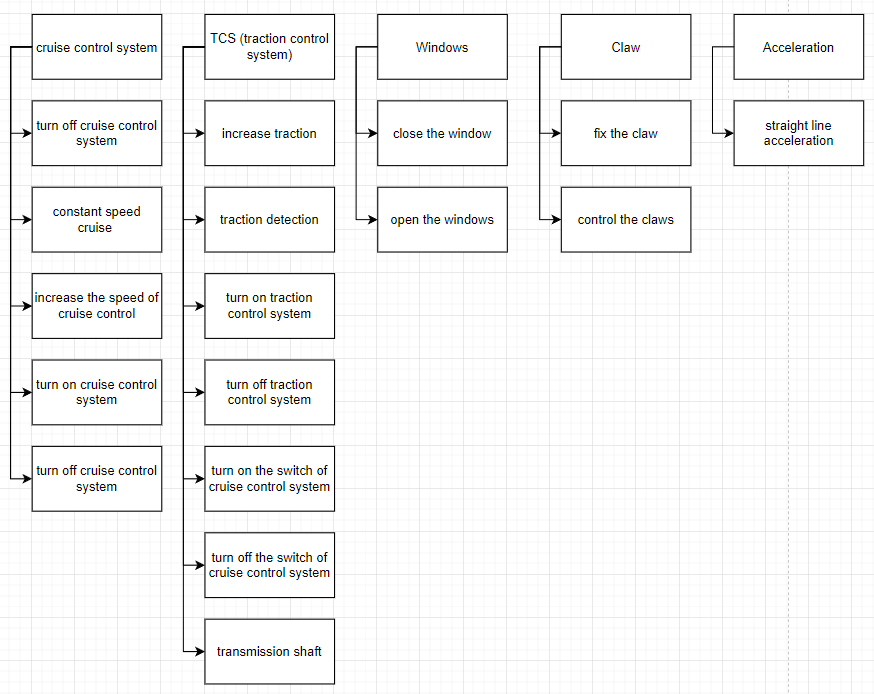 cruise control system
turn off cruise control
system
constant speed
cruise
increase the speed of
cruise control
turn on cruise control
system
turn off cruise control
system
TCS (traction control
system)
increase traction
traction detection
turn on traction
control system
turn off traction
control system
turn on the switch of
cruise control system
turn off the switch of
cruise control system
transmission shaft
Windows
close the window
open the windows
Claw
fix the claw
control the claws
Acceleration
straight line
acceleration